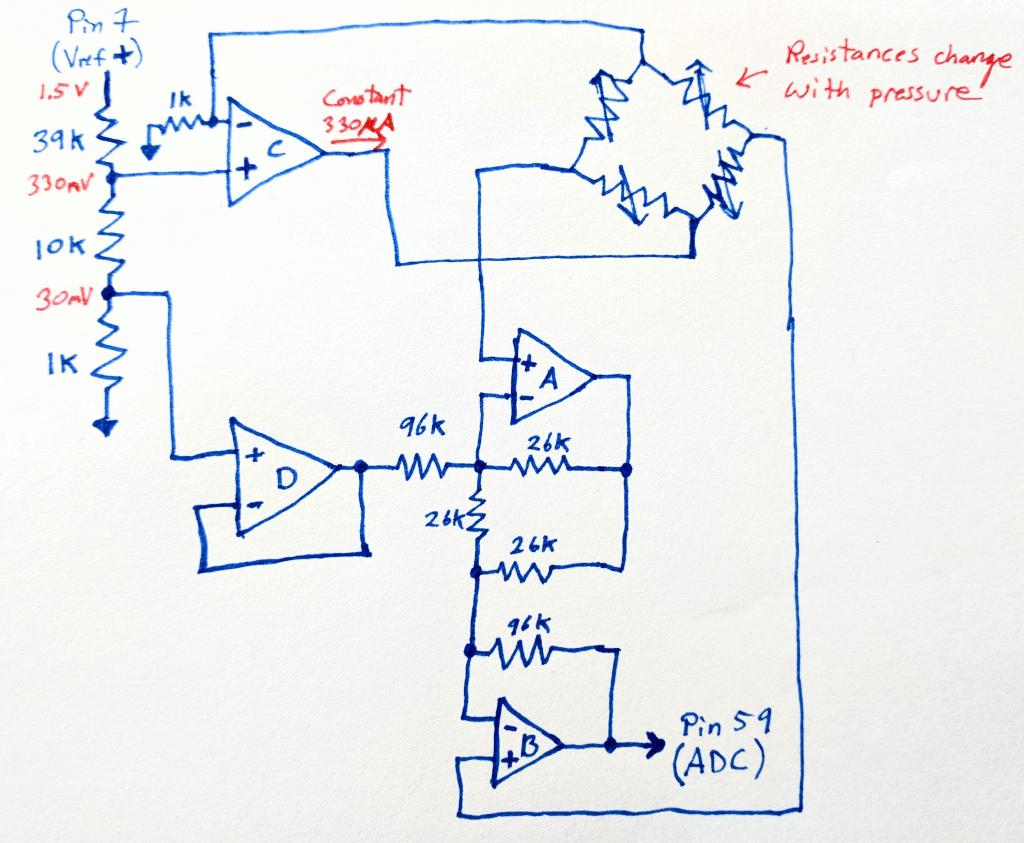 Pin 7
(Vref +)
1.5 V
39K
330mV
10K
30mV
1K
1k
-
+
C
Constant
330µA
Resistances change
with pressure
+
-
A
+
-
D
96k
26k
26k
26k
96k
-
+
B
Pin 59
(ADC)